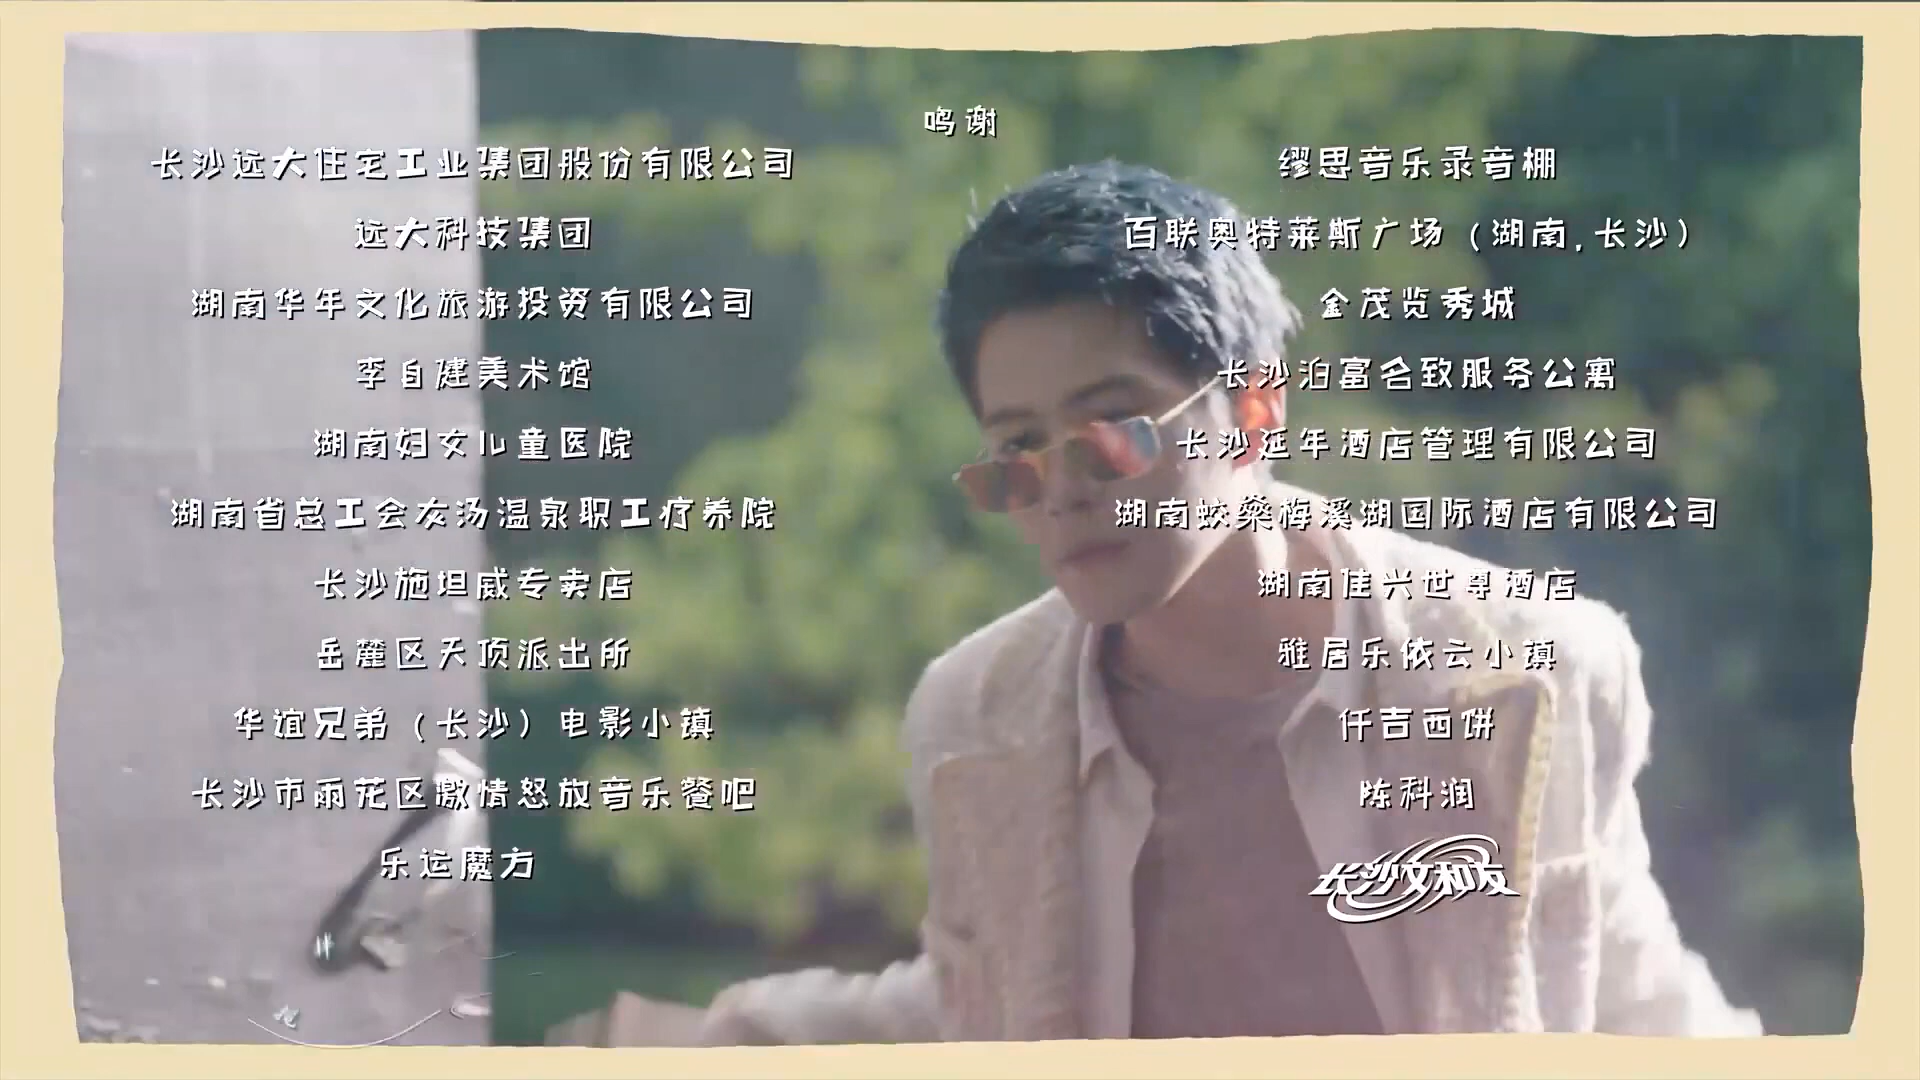 鸣谢
长沙远大住宅工业集团股份有限公司
远大科技集团
湖南华年文化旅游投资有限公司
李自健美术馆
湖南妇女儿童医院
湖南省总工会灰汤温泉职工疗养院
长沙施坦威专卖店
岳麓区天顶派出所
华谊兄弟（长沙）电影小镇
长沙市雨花区激情怒放音乐餐吧
乐运魔方
缪思音乐录音棚
百联奥特莱斯广场（湖南.长沙）
金茂览秀城
长沙泊富名致服务公寓
长沙延年酒店管理有限公司
湖南蛟燊梅溪湖国际酒店有限公司
湖南佳兴世尊酒店
雅居乐依云小镇
仟吉西饼
陈科润
长沙文和友